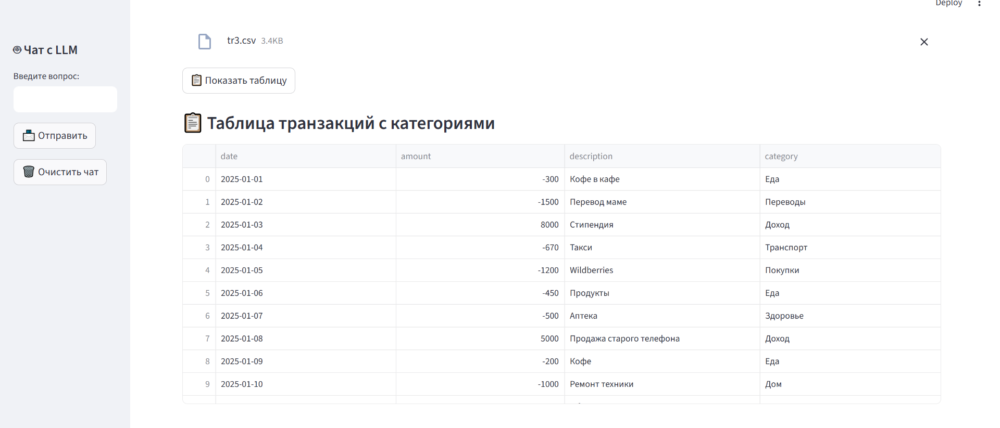 Deploy
Чат с LLM
Введите вопрос:
Отправить
Очистить чат
tr3.csv 3.4KB
Показать таблицу
Таблица транзакций с категориями
date amount description category
0 2025-01-01 -300 Кофе в кафе Еда
1 2025-01-02 -1500 Перевод маме Переводы
2 2025-01-03 8000 Стипендия Доход
3 2025-01-04 -670 Такси Транспорт
4 2025-01-05 -1200 Wildberries Покупки
5 2025-01-06 -450 Продукты Еда
6 2025-01-07 -500 Аптека Здоровье
7 2025-01-08 5000 Продажа старого телефона Доход
8 2025-01-09 -200 Кофе Еда
9 2025-01-10 -1000 Ремонт техники Дом